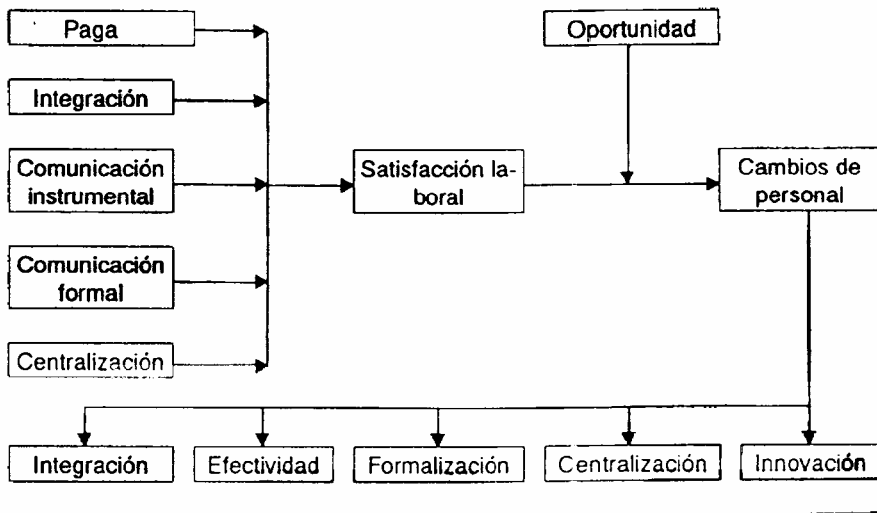 Paga
Oportunidad
Integración
Comunicación
instrumental
Satisfacción la-
boral
Cambios de
personal
Comunicación
formal
Centralización
Integración
Efectividad
Formalización
Centralización
Innovación